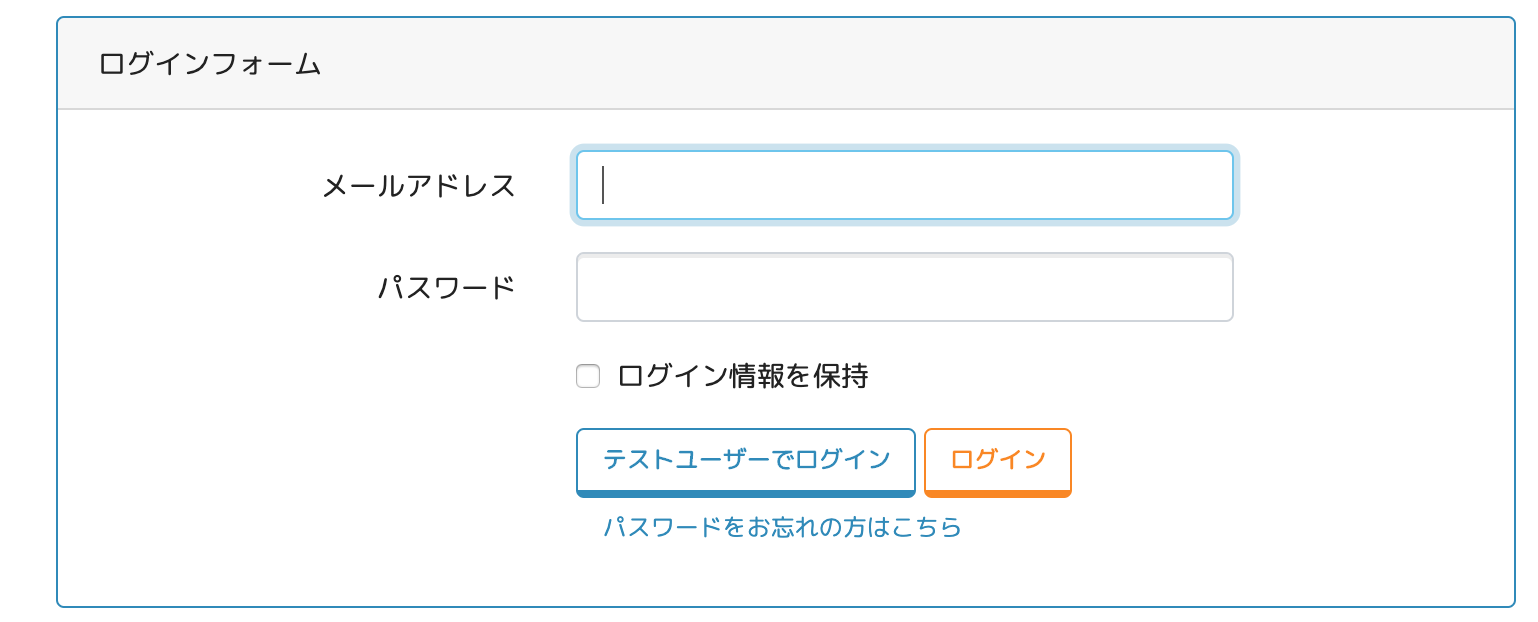 ログインフォーム
メールアドレス
パスワード
ログイン情報を保持
テストユーザーでログイン ログイン
パスワードをお忘れの方はこちら